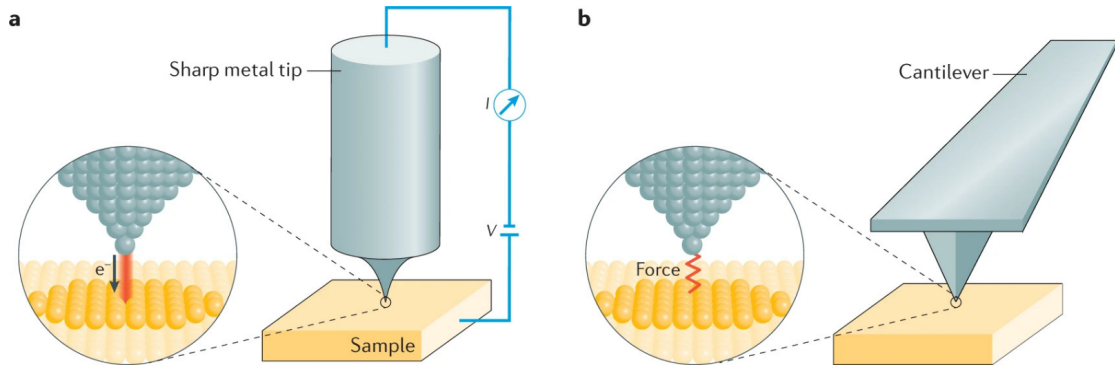 a
Sharp metal tip
I
V
e⁻
Sample
b
Cantilever
Force